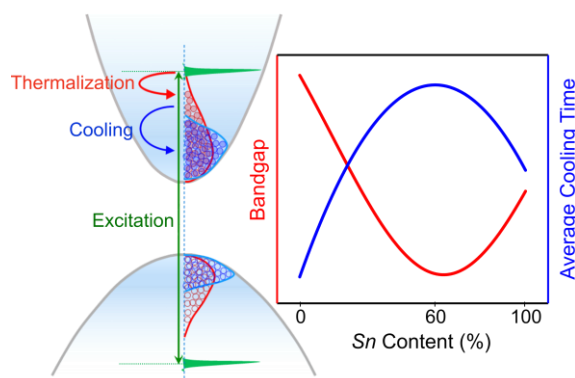 Thermalization
Cooling
Excitation
Bandgap
Average Cooling Time
0
60
100
Sn Content (%)